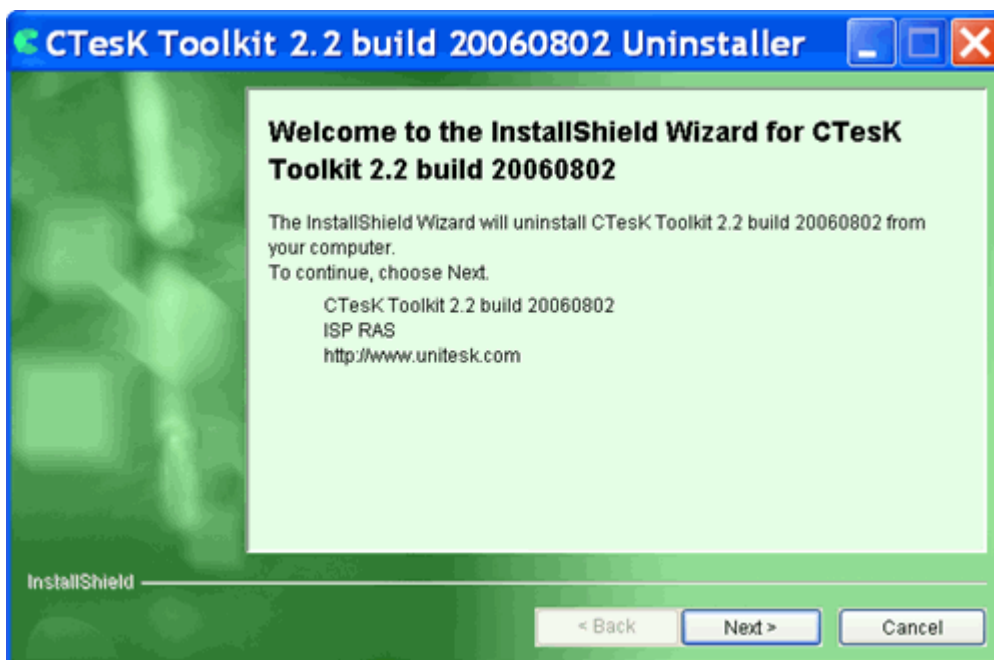 CTesK Toolkit 2.2 build 20060802 Uninstaller
Welcome to the InstallShield Wizard for CTesK
Toolkit 2.2 build 20060802
The InstallShield Wizard will uninstall CTesK Toolkit 2.2 build 20060802 from
your computer.
To continue, choose Next.
CTesK Toolkit 2.2 build 20060802
ISP RAS
http://www.unitesk.com
InstallShield
< Back
Next >
Cancel